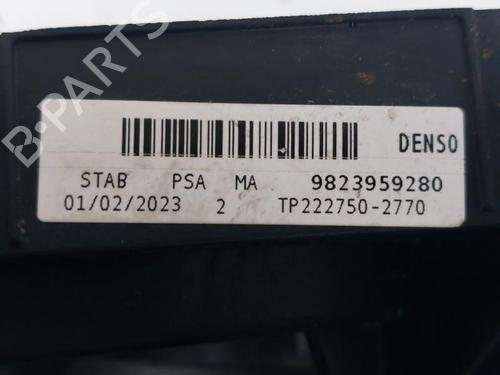 B-PARTS
DENSO
STAB PSA MA 9823959280
01/02/2023 2 TP222750-2770